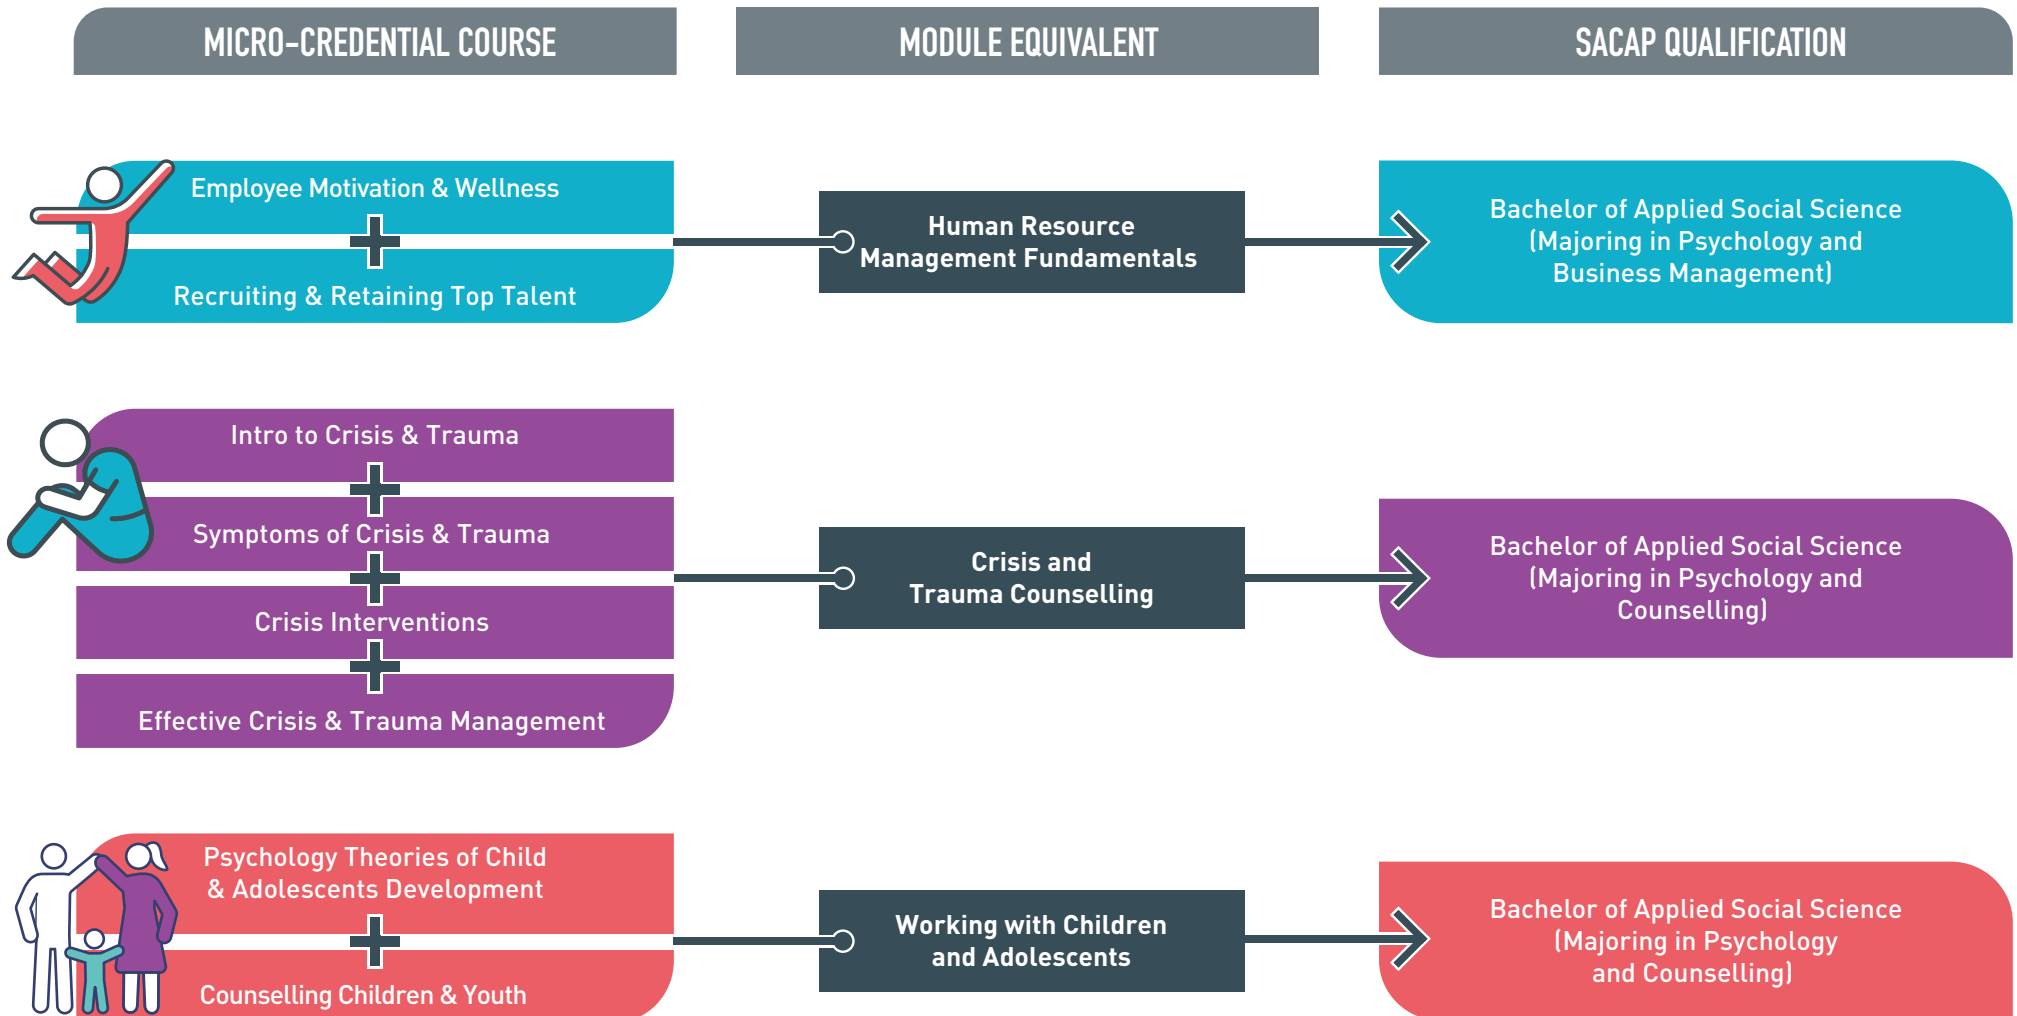 MICRO-CREDENTIAL COURSE
MODULE EQUIVALENT
SACAP QUALIFICATION
Employee Motivation & Wellness
Recruiting & Retaining Top Talent
Human Resource
Management Fundamentals
Bachelor of Applied Social Science
(Majoring in Psychology and
Business Management)
Intro to Crisis & Trauma
Symptoms of Crisis & Trauma
Crisis Interventions
Effective Crisis & Trauma Management
Crisis and
Trauma Counselling
Bachelor of Applied Social Science
(Majoring in Psychology and
Counselling)
Psychology Theories of Child
& Adolescents Development
Counselling Children & Youth
Working with Children
and Adolescents
Bachelor of Applied Social Science
(Majoring in Psychology
and Counselling)